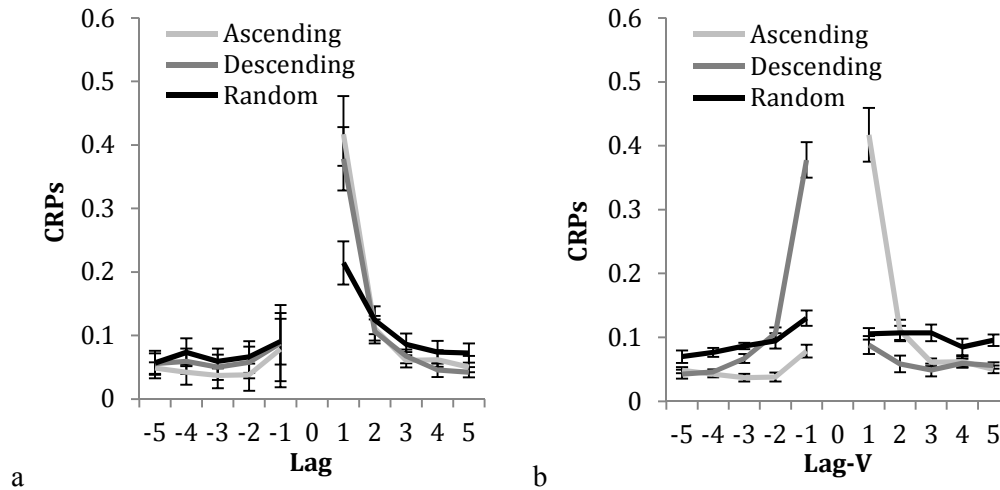 0.6
0.5
0.4
0.3
0.2
0.1
0
CRPs
Ascending
Descending
Random
-5 -4 -3 -2 -1 0 1 2 3 4 5
Lag
a
0.6
0.5
0.4
0.3
0.2
0.1
0
CRPs
Ascending
Descending
Random
-5 -4 -3 -2 -1 0 1 2 3 4 5
Lag-V
b